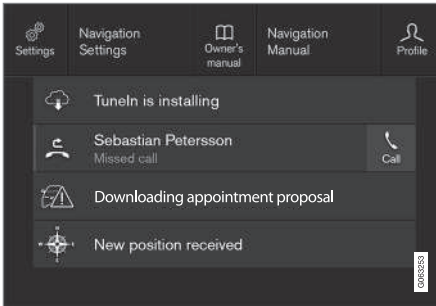 Settings
Navigation
Settings
Owner's
manual
Navigation
Manual
Profile
TuneIn is installing
Sebastian Petersson
Missed call
Call
Downloading appointment proposal
New position received
G063253